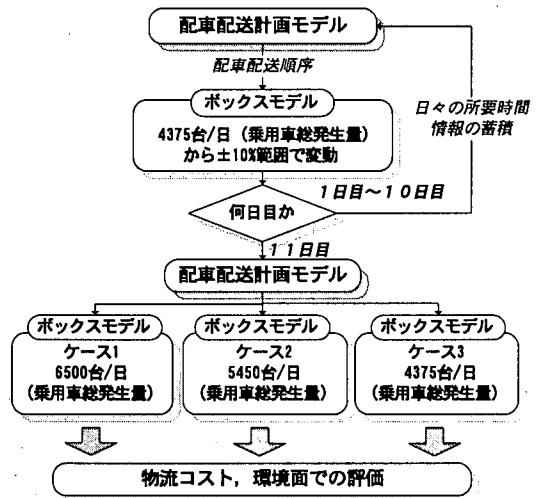 配車配送計画モデル
配車配送順序
ボックスモデル
4375台/日（乗用車総発生量）
から±10%範囲で変動
日々の所要時間
情報の蓄積
1日目～10日目
何日目か
11日目
配車配送計画モデル
ボックスモデル
ケース1
6500台/日
（乗用車総発生量）
ボックスモデル
ケース2
5450台/日
（乗用車総発生量）
ボックスモデル
ケース3
4375台/日
（乗用車総発生量）
物流コスト，環境面での評価